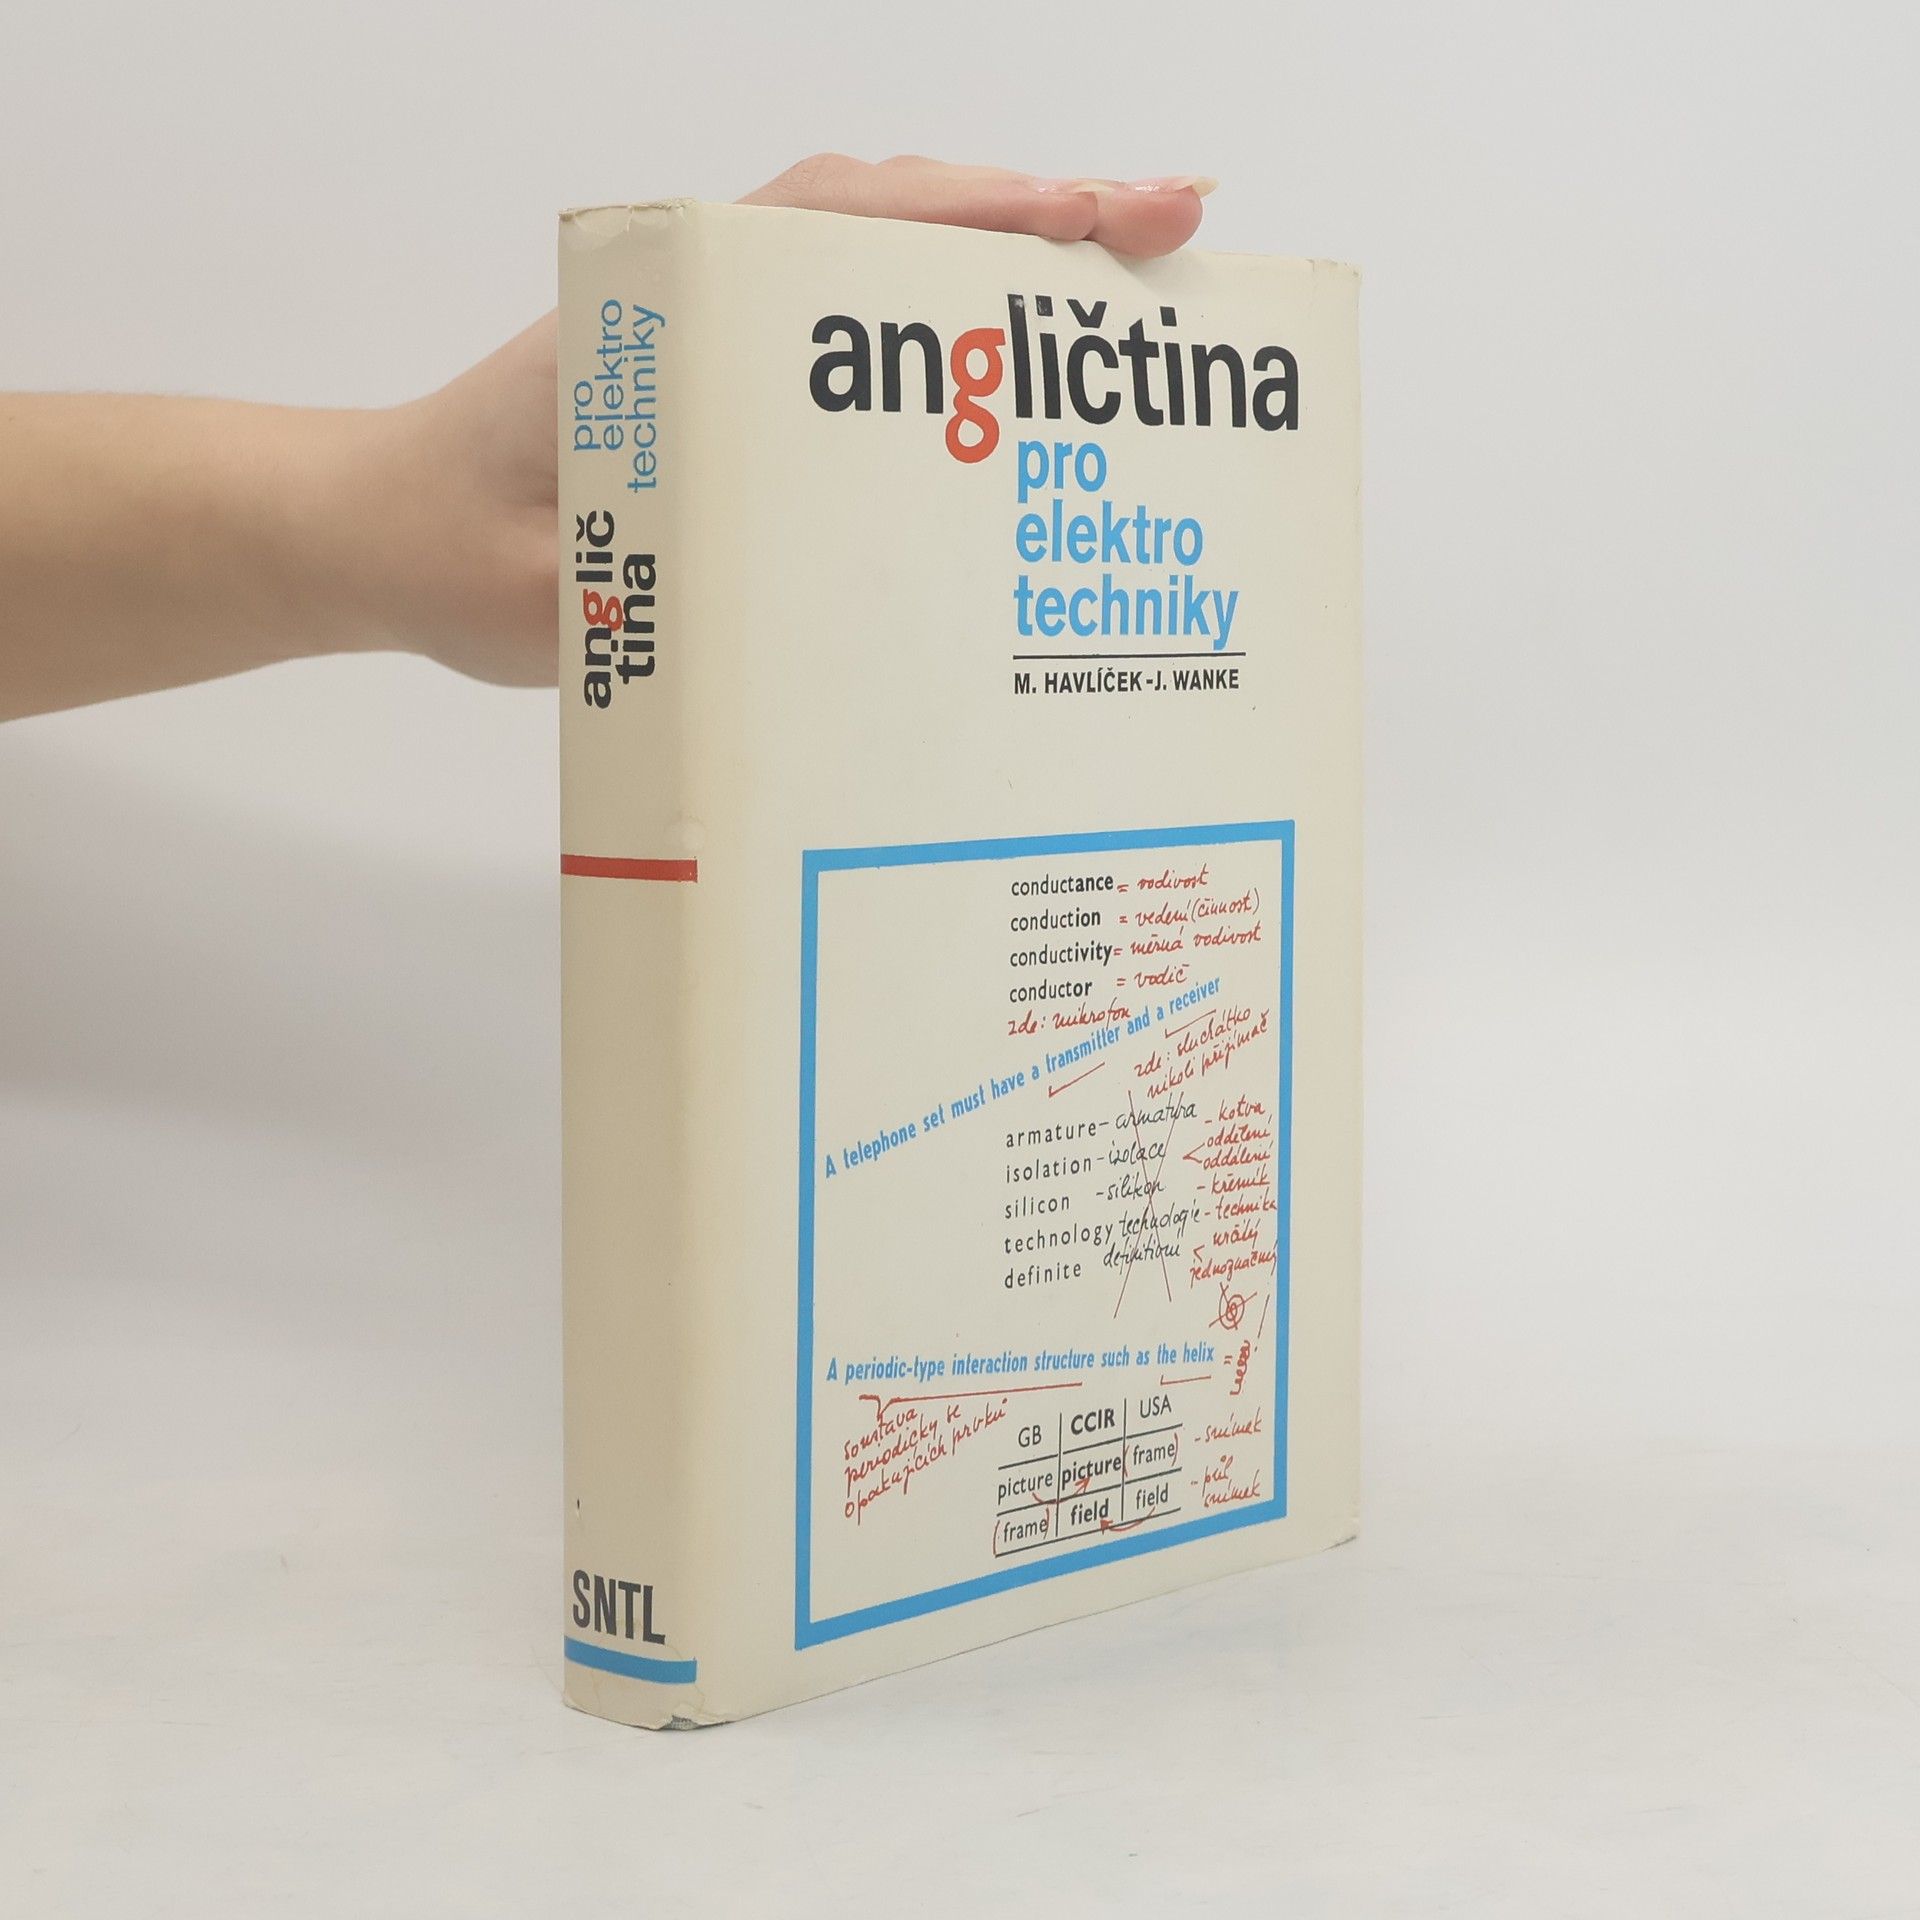 pro
elektro
techniky
anglič
tina
SNTL
angličtina
pro
elektro
techniky
M. HAVLÍČEK - J. WANKE
conductance = vodivost
conduction = vedení (činnost)
conductivity = měrná vodivost
conductor = vodič
zde: mikrofon
A telephone set must have a transmitter and a receiver
zde: sluchátko
nikoli přijímač
armature - armatura - kotva
isolation - izolace < oddělení, oddálení
silicon - silikon - křemík
technology technologie - technika
definite definitivní < určitý
jednoznačný
A periodic-type interaction structure such as the helix =
soustava
periodicky se
opakujících prvků
GB CCIR USA
picture picture (frame) - snímek
(frame) field field - půl
snímek